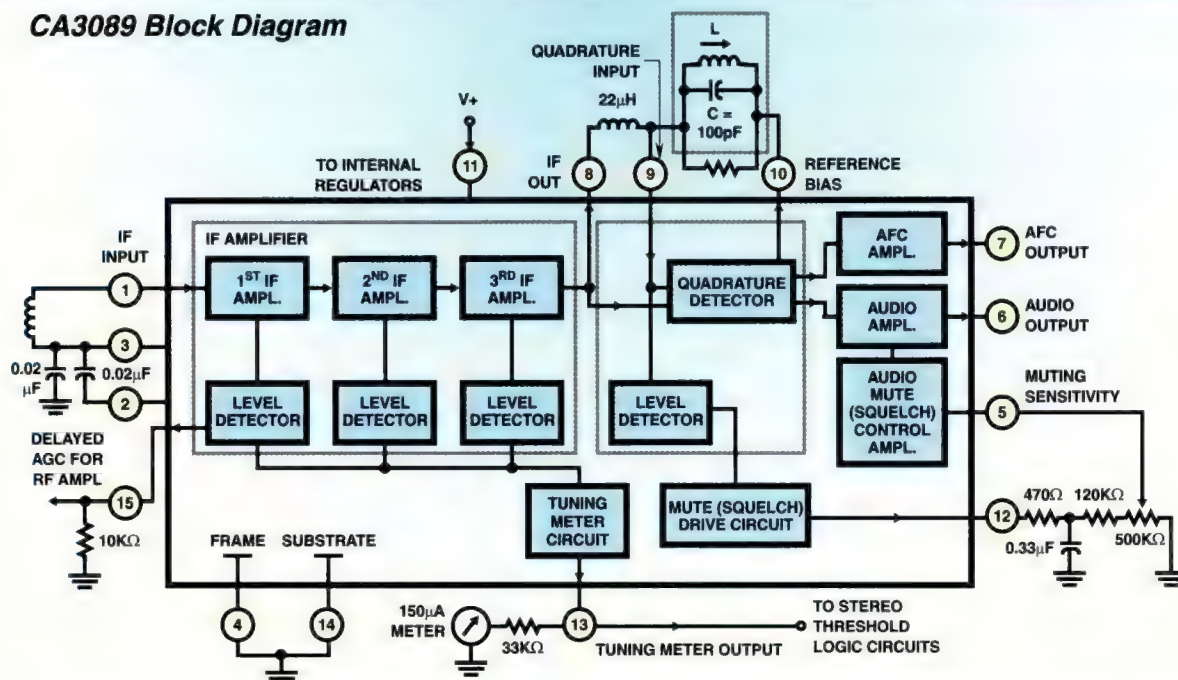 CA3089 Block Diagram
QUADRATURE
INPUT
L
C =
100pF
22μH
V+
TO INTERNAL
REGULATORS
11
IF
OUT
8
9
10
REFERENCE
BIAS
IF
INPUT
1
3
2
0.02
μF
0.02μF
IF AMPLIFIER
1ST IF
AMPL.
2ND IF
AMPL.
3RD IF
AMPL.
QUADRATURE
DETECTOR
AFC
AMPL.
7
AFC
OUTPUT
AUDIO
AMPL.
6
AUDIO
OUTPUT
LEVEL
DETECTOR
LEVEL
DETECTOR
LEVEL
DETECTOR
LEVEL
DETECTOR
AUDIO
MUTE
(SQUELCH)
CONTROL
AMPL.
5
MUTING
SENSITIVITY
DELAYED
AGC FOR
RF AMPL
15
10KΩ
TUNING
METER
CIRCUIT
MUTE (SQUELCH)
DRIVE CIRCUIT
12
470Ω
120KΩ
0.33μF
500KΩ
FRAME
SUBSTRATE
4
14
150μA
METER
33KΩ
13
TUNING METER OUTPUT
TO STEREO
THRESHOLD
LOGIC CIRCUITS